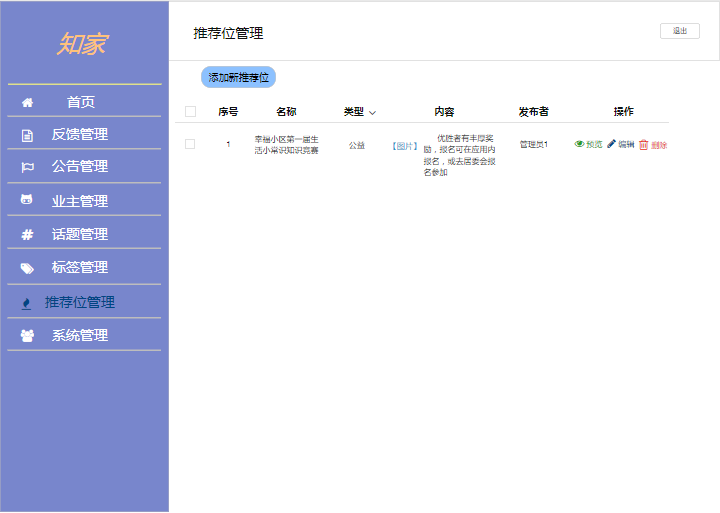 知家
首页
反馈管理
公告管理
业主管理
话题管理
标签管理
推荐位管理
系统管理
推荐位管理
退出
添加新推荐位
序号 名称 类型 内容 发布者 操作
1
幸福小区第一届生
活小常识知识竞赛
公益
【图片】
优胜者有丰厚奖
励，报名可在应用内
报名，或去居委会报
名参加
管理员1
预览 编辑 删除